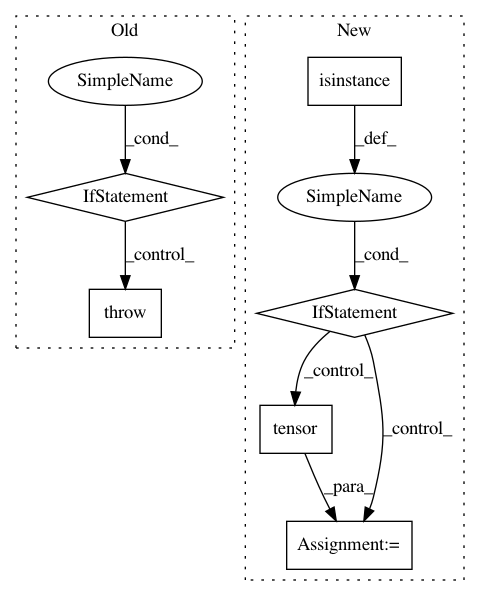 Old
SimpleName
_cond_
IfStatement
_control_
throw
New
isinstance
_def_
SimpleName
_cond_
IfStatement
_control_
_control_
tensor
_para_
Assignment:=